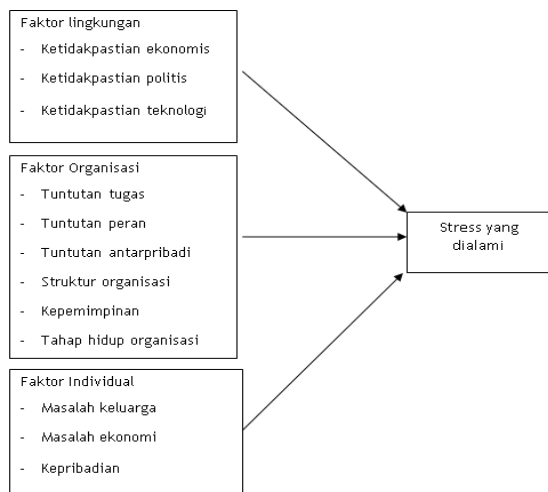 Faktor lingkungan
- Ketidakpastian ekonomis
- Ketidakpastian politis
- Ketidakpastian teknologi
Faktor Organisasi
- Tuntutan tugas
- Tuntutan peran
- Tuntutan antarpribadi
- Struktur organisasi
- Kepemimpinan
- Tahap hidup organisasi
Faktor Individual
- Masalah keluarga
- Masalah ekonomi
- Kepribadian
Stress yang
dialami